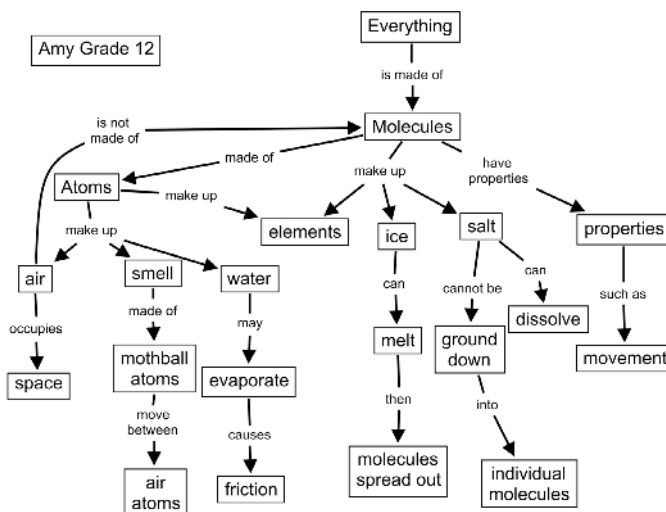 Everything
Amy Grade 12
is made of
is not
made of
Molecules
made of
have
properties
Atoms
make up
make up
elements
ice
salt
properties
make up
air
smell
water
can
cannot be
can
such as
occupies
made of
may
dissolve
space
mothball
atoms
evaporate
melt
ground
down
movement
move
between
causes
then
into
air
atoms
friction
molecules
spread out
individual
molecules